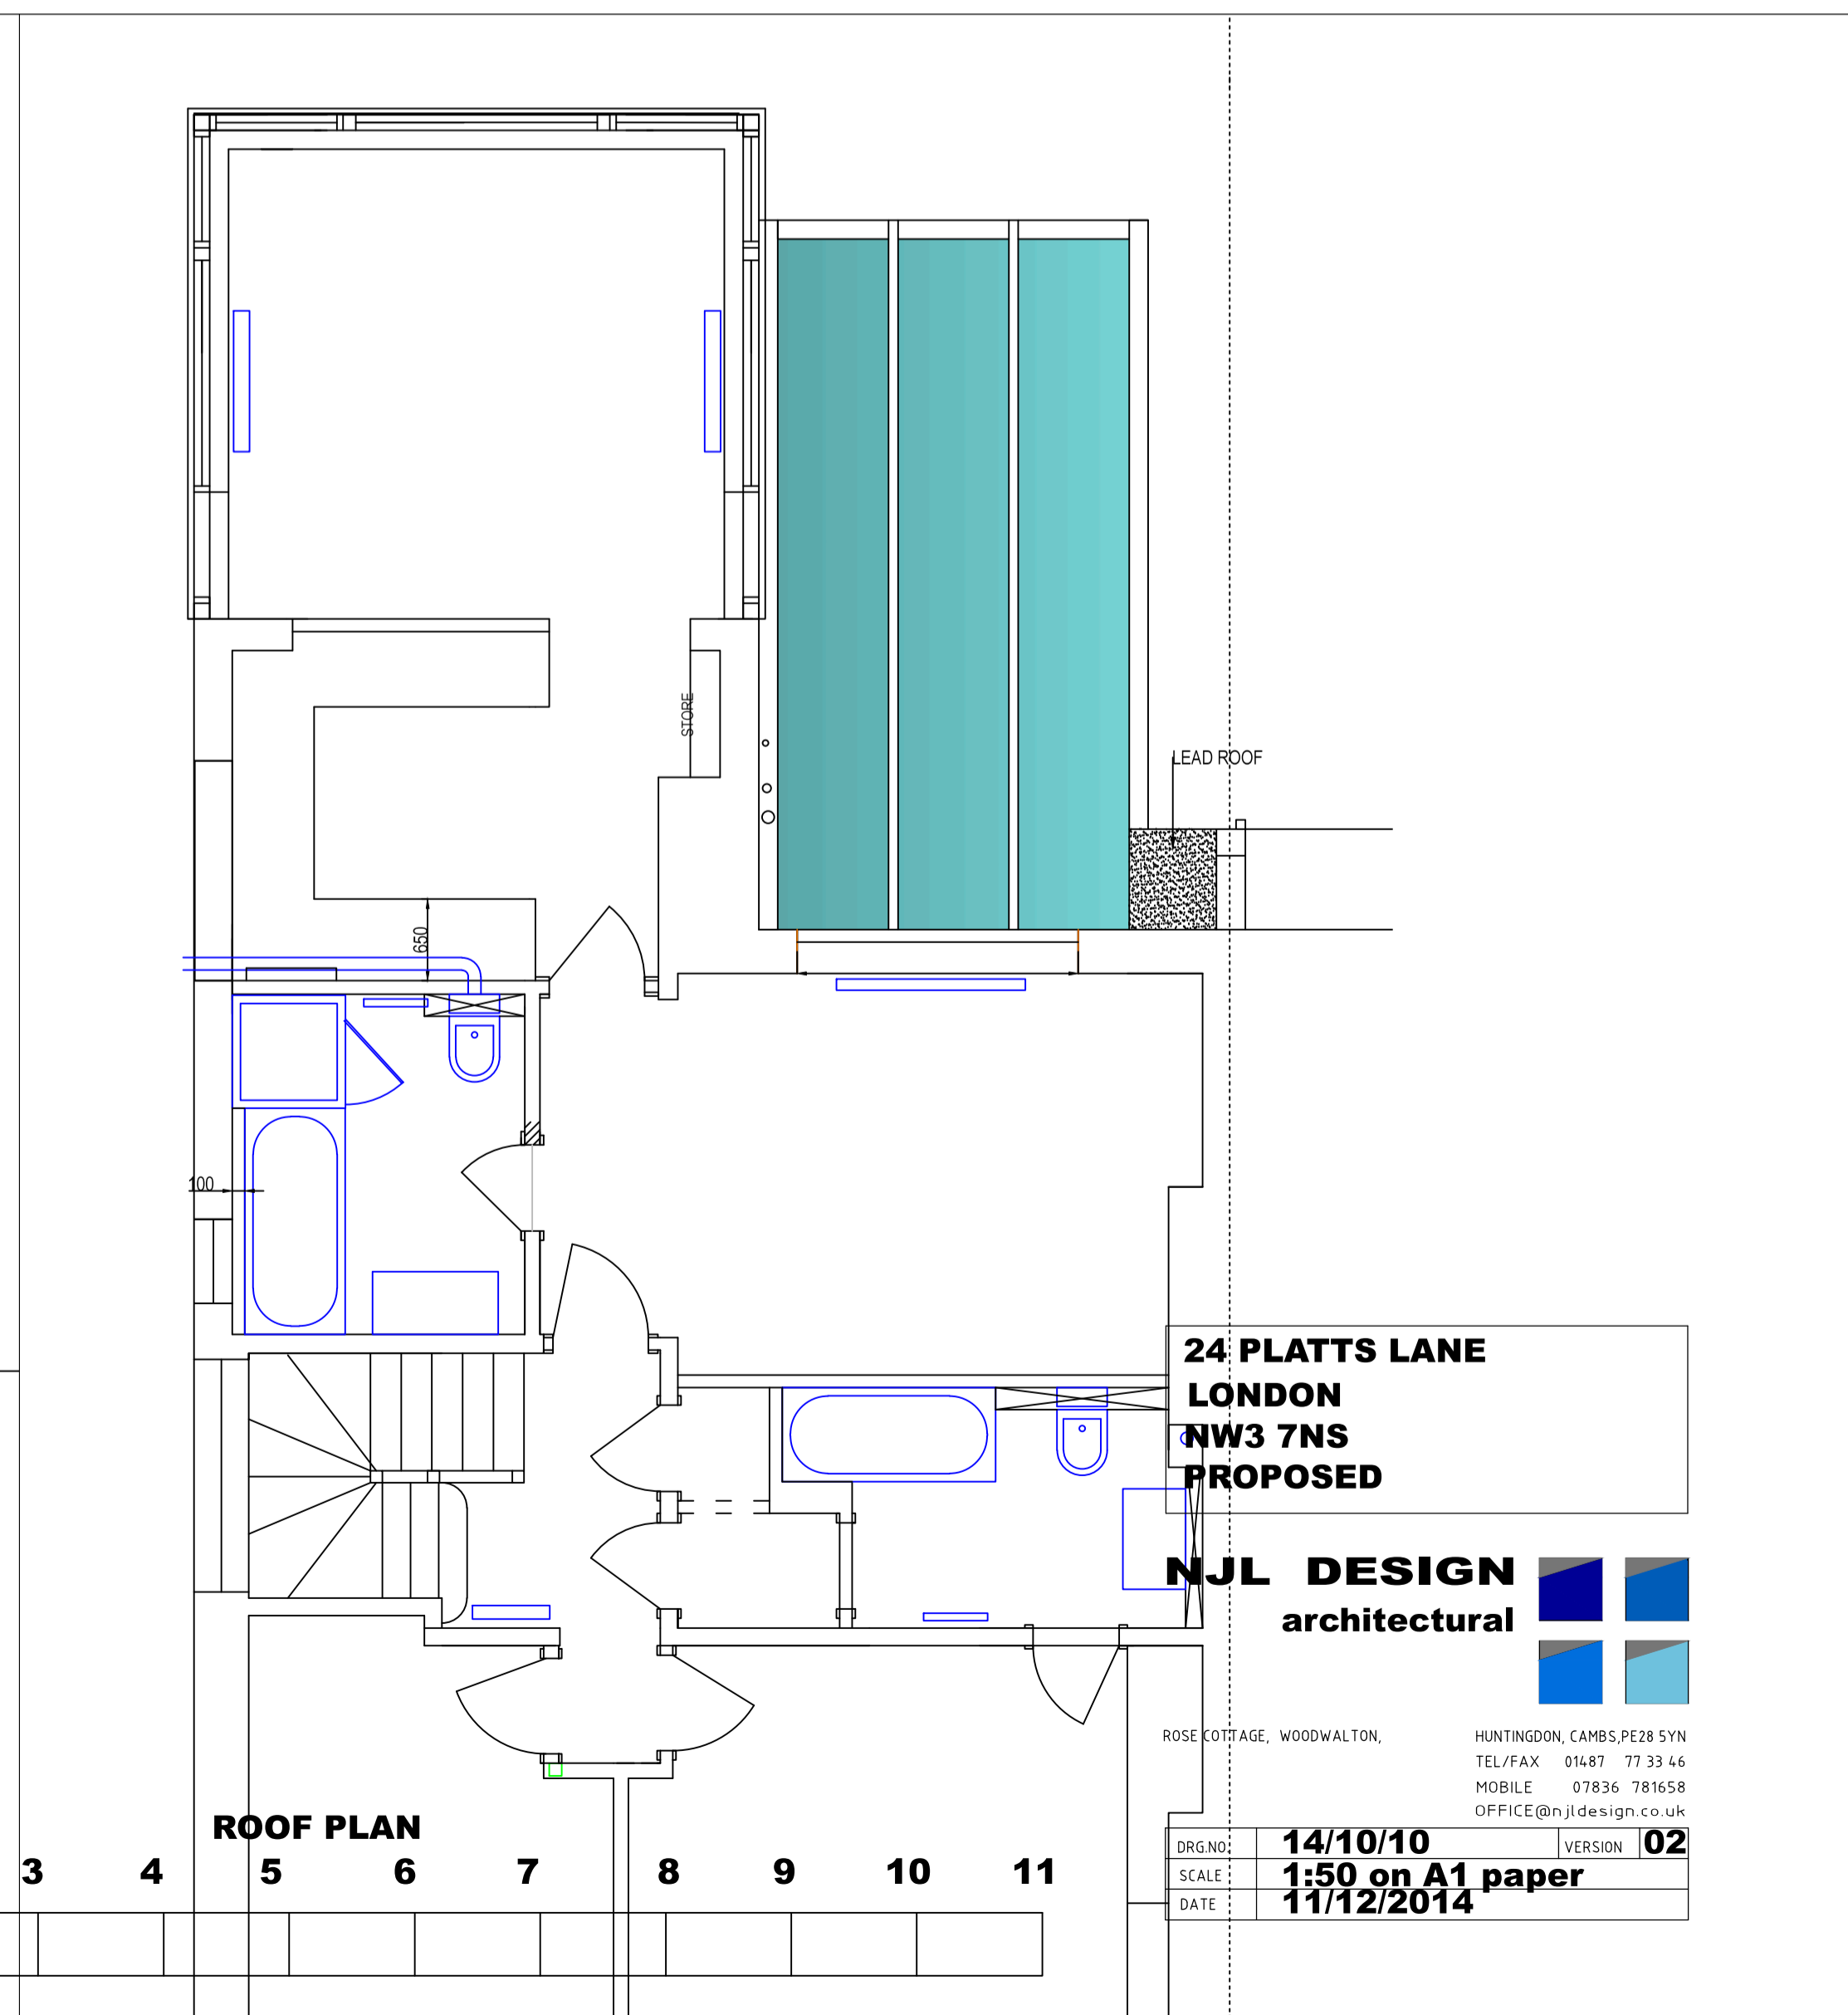 STORE
LEAD ROOF
650
100
24 PLATTS LANE
LONDON
NW3 7NS
PROPOSED
NJL DESIGN
architectural
ROSE COTTAGE, WOODWALTON,
HUNTINGDON, CAMBS,PE28 5YN
TEL/FAX 01487 77 33 46
MOBILE 07836 781658
OFFICE@njldesign.co.uk
ROOF PLAN
3 4 5 6 7 8 9 10 11
DRG.NO. 14/10/10 VERSION 02
SCALE 1:50 on A1 paper
DATE 11/12/2014